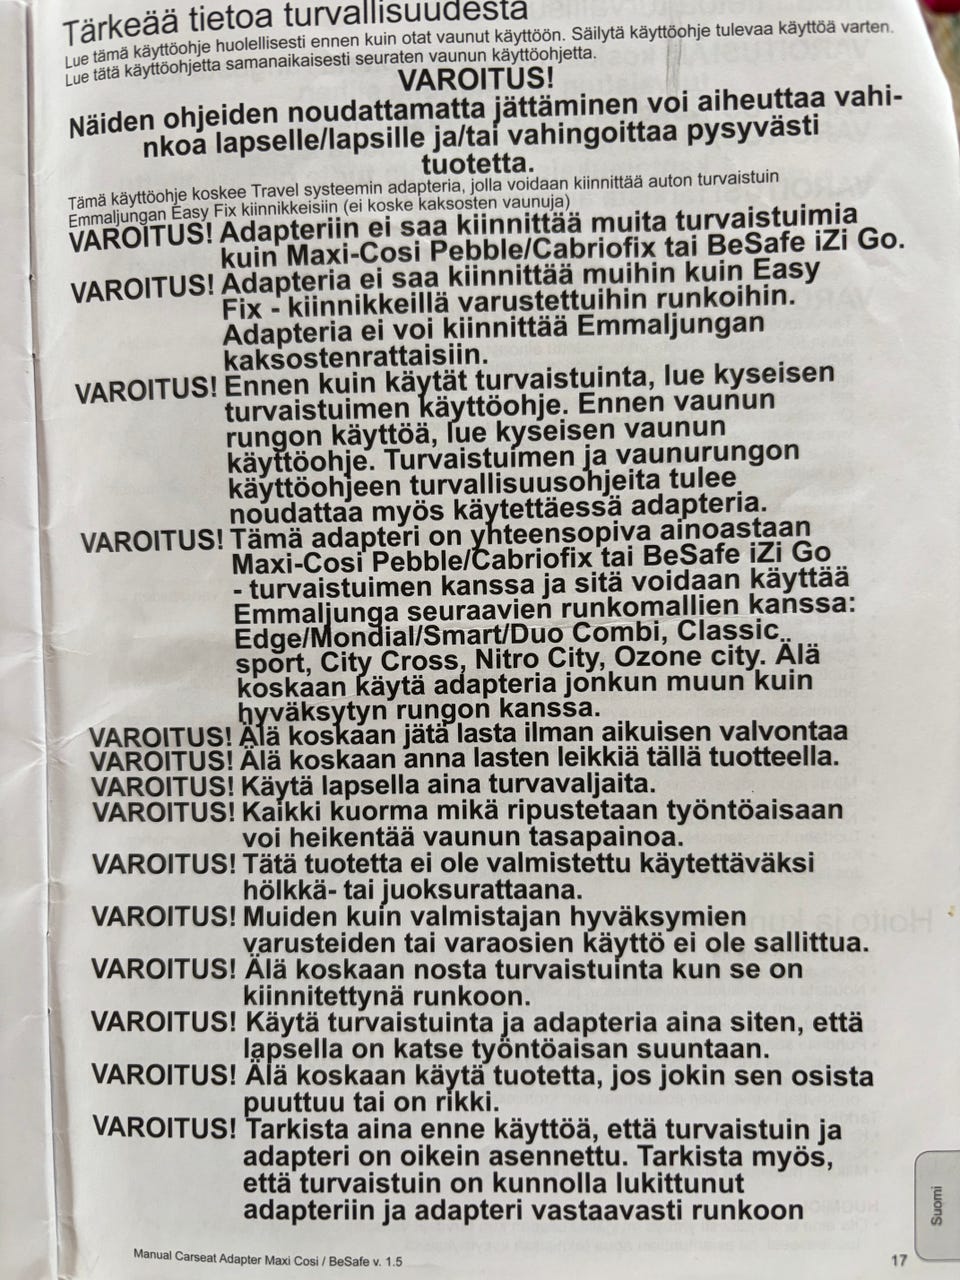 Tärkeää tietoa turvallisuudesta
Lue tämä käyttöohje huolellisesti ennen kuin otat vaunut käyttöön. Säilytä käyttöohje tulevaa käyttöä varten.
Lue tätä käyttöohjetta samanaikaisesti seuraten vaunun käyttöohjetta.
VAROITUS!
Näiden ohjeiden noudattamatta jättäminen voi aiheuttaa vahi-
nkoa lapselle/lapsille ja/tai vahingoittaa pysyvästi
tuotetta.
Tämä käyttöohje koskee Travel systeemin adapteria, jolla voidaan kiinnittää auton turvaistuin
Emmaljungan Easy Fix kiinnikkeisiin (ei koske kaksosten vaunuja)
VAROITUS! Adapteriin ei saa kiinnittää muita turvaistuimia
kuin Maxi-Cosi Pebble/Cabriofix tai BeSafe iZi Go.
VAROITUS! Adapteria ei saa kiinnittää muihin kuin Easy
Fix - kiinnikkeillä varustettuihin runkoihin.
Adapteria ei voi kiinnittää Emmaljungan
kaksostenrattaisiin.
VAROITUS! Ennen kuin käytät turvaistuinta, lue kyseisen
turvaistuimen käyttöohje. Ennen vaunun
rungon käyttöä, lue kyseisen vaunun
käyttöohje. Turvaistuimen ja vaunurungon
käyttöohjeen turvallisuusohjeita tulee
noudattaa myös käytettäessä adapteria.
VAROITUS! Tämä adapteri on yhteensopiva ainoastaan
Maxi-Cosi Pebble/Cabriofix tai BeSafe iZi Go
- turvaistuimen kanssa ja sitä voidaan käyttää
Emmaljunga seuraavien runkomallien kanssa:
Edge/Mondial/Smart/Duo Combi, Classic
sport, City Cross, Nitro City, Ozone city. Älä
koskaan käytä adapteria jonkun muun kuin
hyväksytyn rungon kanssa.
VAROITUS! Älä koskaan jätä lasta ilman aikuisen valvontaa
VAROITUS! Älä koskaan anna lasten leikkiä tällä tuotteella.
VAROITUS! Käytä lapsella aina turvavaljaita.
VAROITUS! Kaikki kuorma mikä ripustetaan työntöaisaan
voi heikentää vaunun tasapainoa.
VAROITUS! Tätä tuotetta ei ole valmistettu käytettäväksi
hölkkä- tai juoksurattaana.
VAROITUS! Muiden kuin valmistajan hyväksymien
varusteiden tai varaosien käyttö ei ole sallittua.
VAROITUS! Älä koskaan nosta turvaistuinta kun se on
kiinnitettynä runkoon.
VAROITUS! Käytä turvaistuinta ja adapteria aina siten, että
lapsella on katse työntöaisan suuntaan.
VAROITUS! Älä koskaan käytä tuotetta, jos jokin sen osista
puuttuu tai on rikki.
VAROITUS! Tarkista aina enne käyttöä, että turvaistuin ja
adapteri on oikein asennettu. Tarkista myös,
että turvaistuin on kunnolla lukittunut
adapteriin ja adapteri vastaavasti runkoon
Suomi
Manual Carseat Adapter Maxi Cosi / BeSafe v. 1.5
17